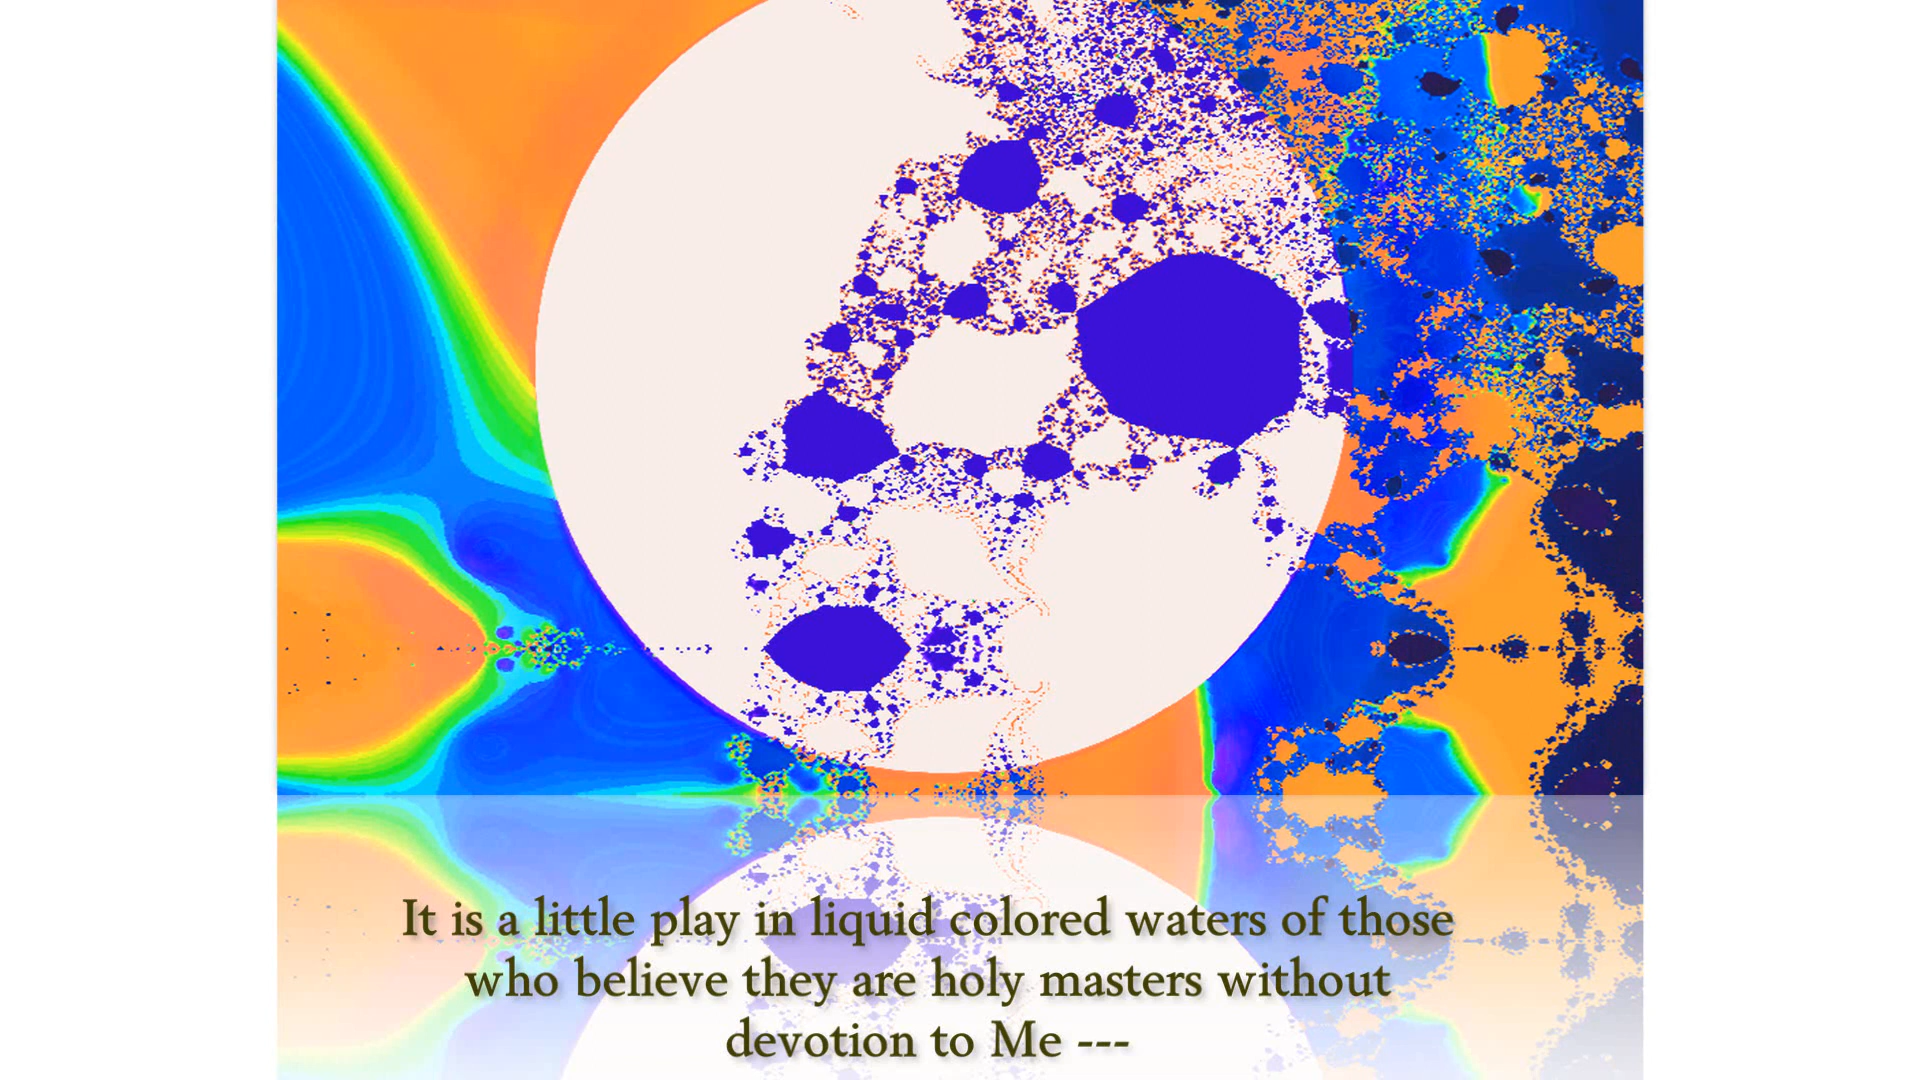 It is a little play in liquid colored waters of those
who believe they are holy masters without
devotion to Me ---